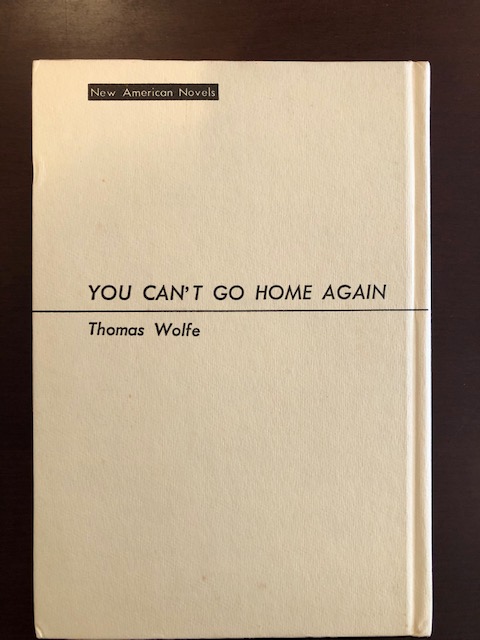 New American Novels
YOU CAN'T GO HOME AGAIN
Thomas Wolfe